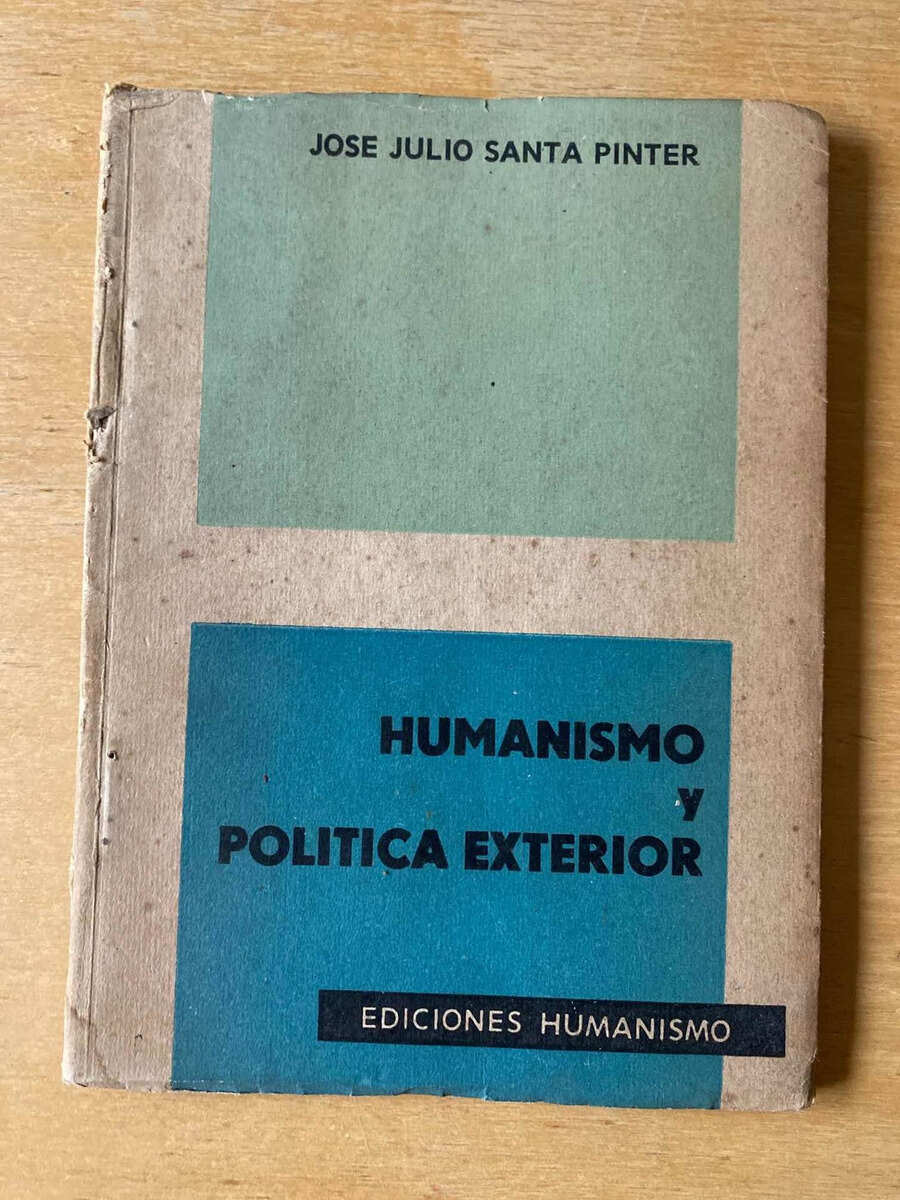 JOSE JULIO SANTA PINTER
HUMANISMO
y
POLITICA EXTERIOR
EDICIONES HUMANISMO